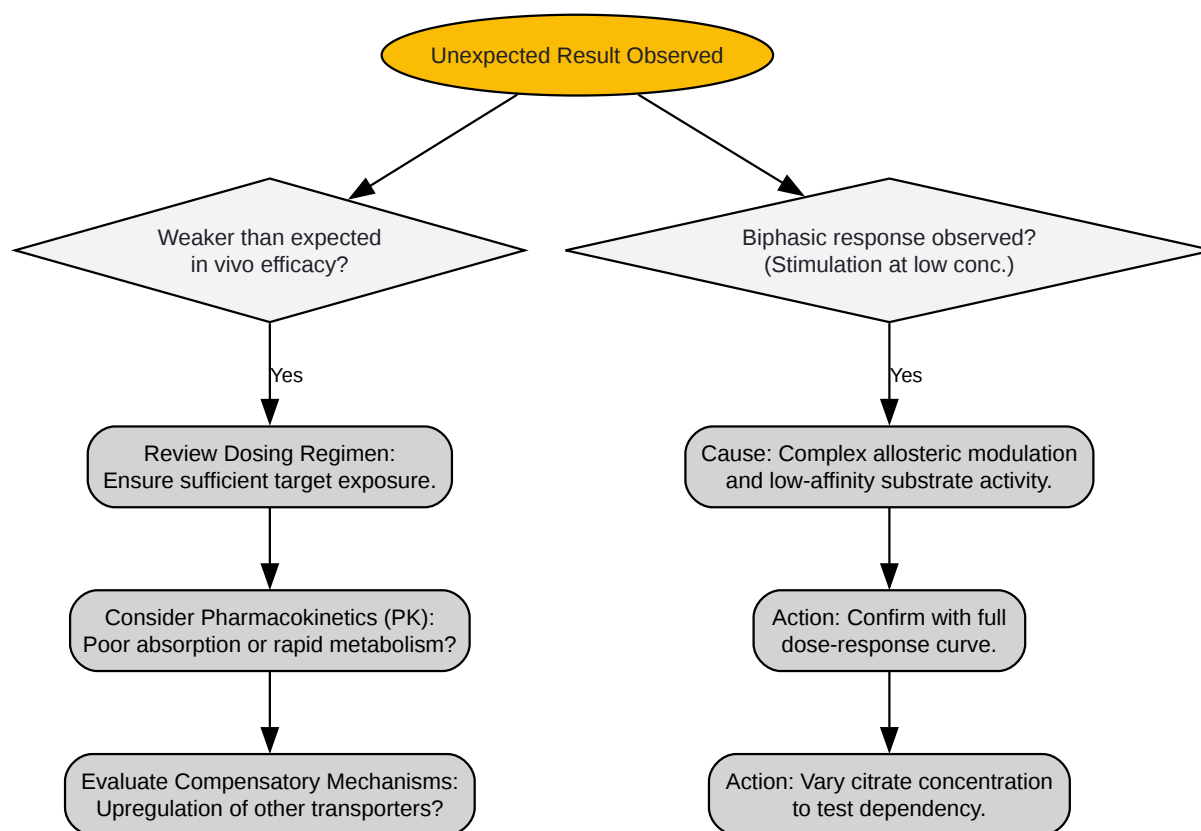 Unexpected Result Observed
Weaker than expected
in vivo efficacy?
Biphasic response observed?
(Stimulation at low conc.)
Yes
Yes
Review Dosing Regimen:
Ensure sufficient target exposure.
Cause: Complex allosteric modulation
and low-affinity substrate activity.
Consider Pharmacokinetics (PK):
Poor absorption or rapid metabolism?
Action: Confirm with full
dose-response curve.
Evaluate Compensatory Mechanisms:
Upregulation of other transporters?
Action: Vary citrate concentration
to test dependency.